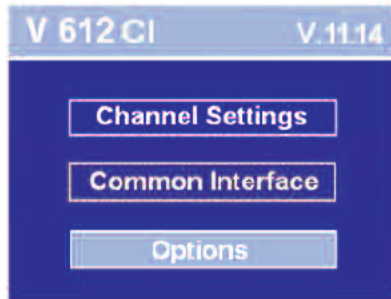 V 612 CI V.11.14
Channel Settings
Common Interface
Options